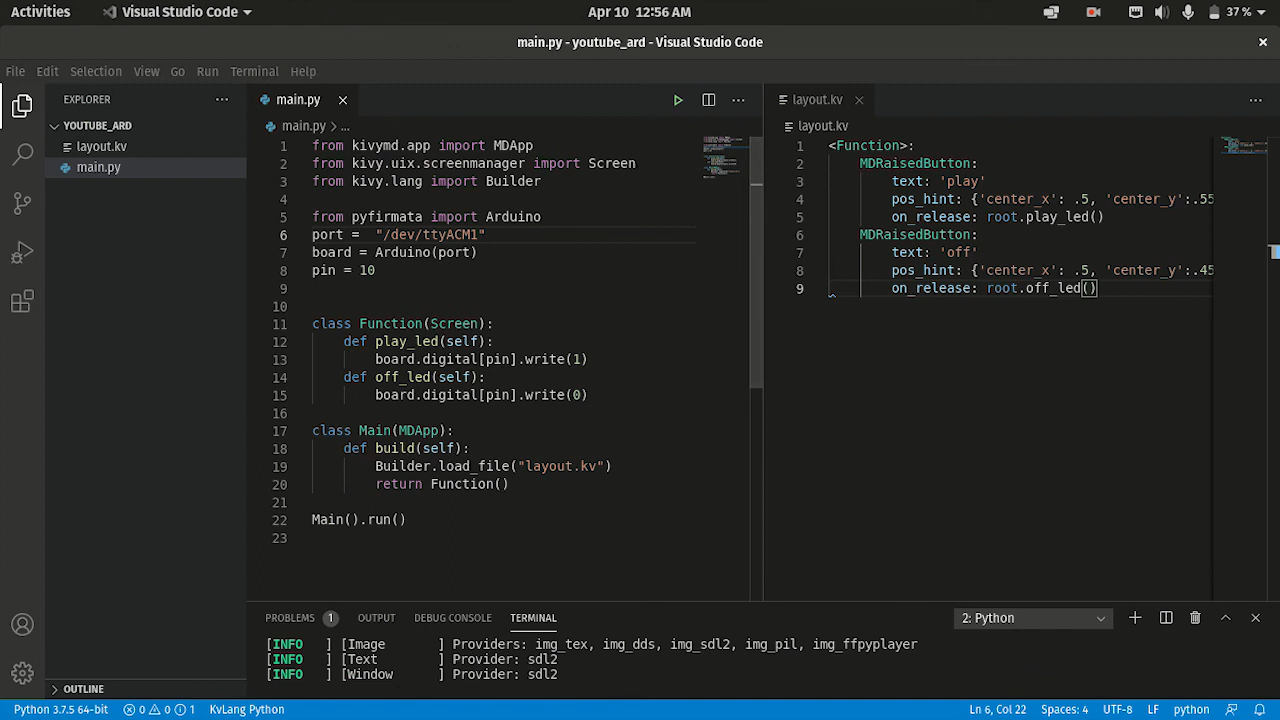 Activities
Visual Studio Code
Apr 10 12:56 AM
37 %
main.py - youtube_ard - Visual Studio Code
File Edit Selection View Go Run Terminal Help
EXPLORER
YOUTUBE_ARD
layout.kv
main.py
OUTLINE
main.py
main.py > ...
1 from kivymd.app import MDApp
2 from kivy.uix.screenmanager import Screen
3 from kivy.lang import Builder
4
5 from pyfirmata import Arduino
6 port =  "/dev/ttyACM1"
7 board = Arduino(port)
8 pin = 10
9
10
11 class Function(Screen):
12     def play_led(self):
13         board.digital[pin].write(1)
14     def off_led(self):
15         board.digital[pin].write(0)
16
17 class Main(MDApp):
18     def build(self):
19         Builder.load_file("layout.kv")
20         return Function()
21
22 Main().run()
23
layout.kv
layout.kv
1 <Function>:
2     MDRaisedButton:
3         text: 'play'
4         pos_hint: {'center_x': .5, 'center_y':.55
5         on_release: root.play_led()
6     MDRaisedButton:
7         text: 'off'
8         pos_hint: {'center_x': .5, 'center_y':.45
9         on_release: root.off_led()
PROBLEMS 1 OUTPUT DEBUG CONSOLE TERMINAL
2: Python
[INFO   ] [Image       ] Providers: img_tex, img_dds, img_sdl2, img_pil, img_ffpyplayer
[INFO   ] [Text        ] Provider: sdl2
[INFO   ] [Window      ] Provider: sdl2
Python 3.7.5 64-bit 0 0 1 KvLang Python
Ln 6, Col 22 Spaces: 4 UTF-8 LF python